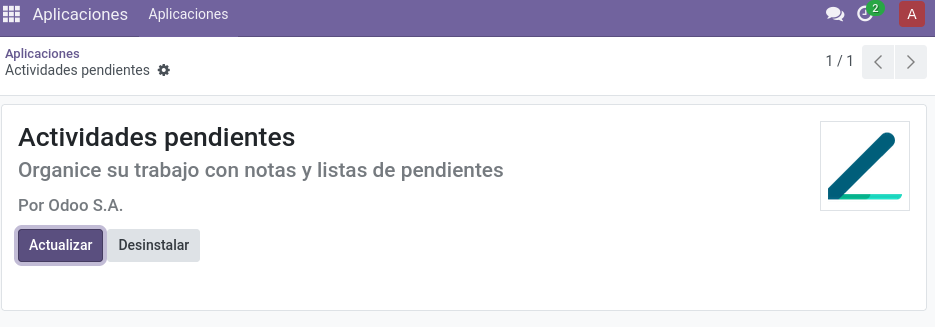 Aplicaciones Aplicaciones 2 A
Aplicaciones
Actividades pendientes
1 / 1
Actividades pendientes
Organice su trabajo con notas y listas de pendientes
Por Odoo S.A.
Actualizar Desinstalar